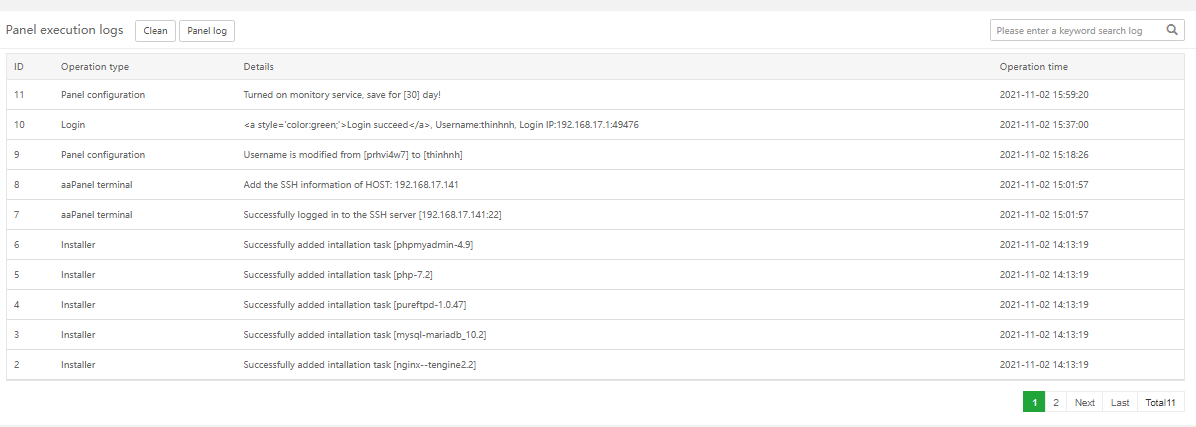 Panel execution logs Clean Panel log Please enter a keyword search log
ID Operation type Details Operation time
11 Panel configuration Turned on monitory service, save for [30] day! 2021-11-02 15:59:20
10 Login <a style='color:green;'>Login succeed</a>, Username:thinhnh, Login IP:192.168.17.1:49476 2021-11-02 15:37:00
9 Panel configuration Username is modified from [prhvi4w7] to [thinhnh] 2021-11-02 15:18:26
8 aaPanel terminal Add the SSH information of HOST: 192.168.17.141 2021-11-02 15:01:57
7 aaPanel terminal Successfully logged in to the SSH server [192.168.17.141:22] 2021-11-02 15:01:57
6 Installer Successfully added intallation task [phpmyadmin-4.9] 2021-11-02 14:13:19
5 Installer Successfully added intallation task [php-7.2] 2021-11-02 14:13:19
4 Installer Successfully added intallation task [pureftpd-1.0.47] 2021-11-02 14:13:19
3 Installer Successfully added intallation task [mysql-mariadb_10.2] 2021-11-02 14:13:19
2 Installer Successfully added intallation task [nginx--tengine2.2] 2021-11-02 14:13:19
1 2 Next Last Total11